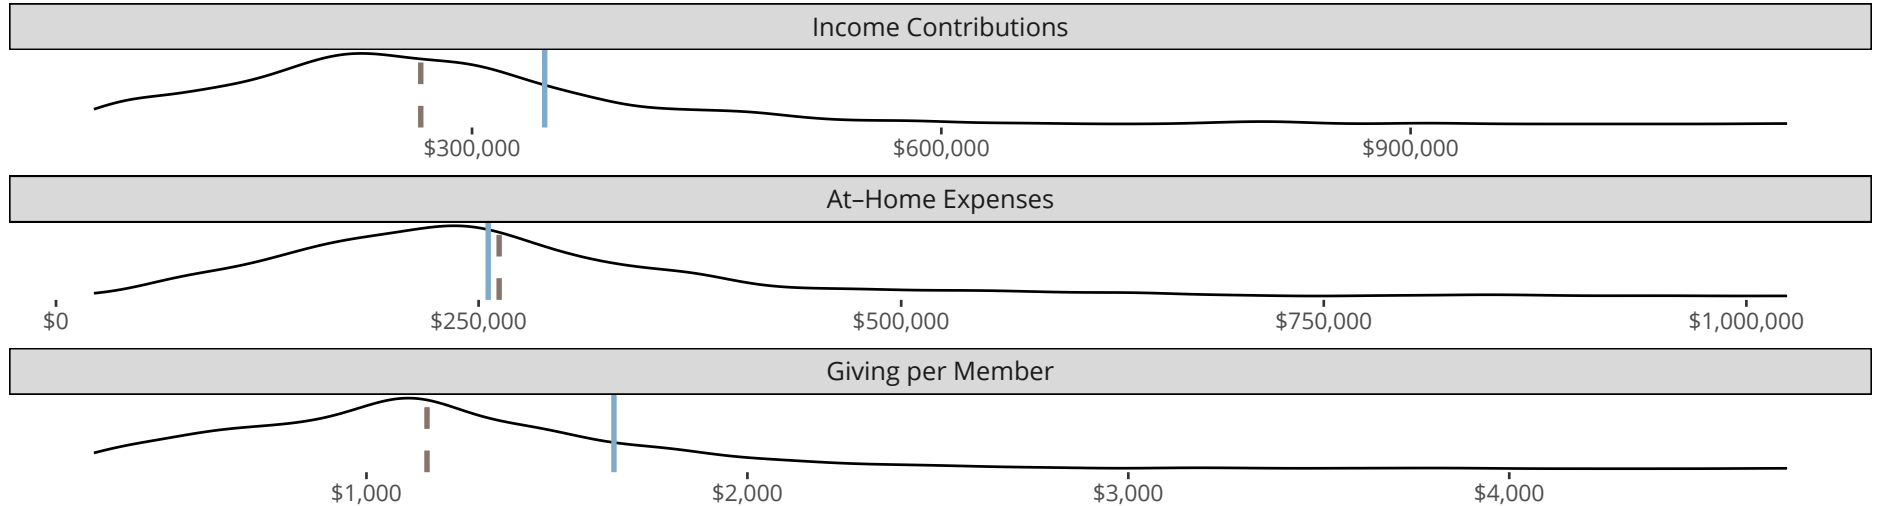 Income Contributions
$300,000 $600,000 $900,000
At–Home Expenses
$0 $250,000 $500,000 $750,000 $1,000,000
Giving per Member
$1,000 $2,000 $3,000 $4,000